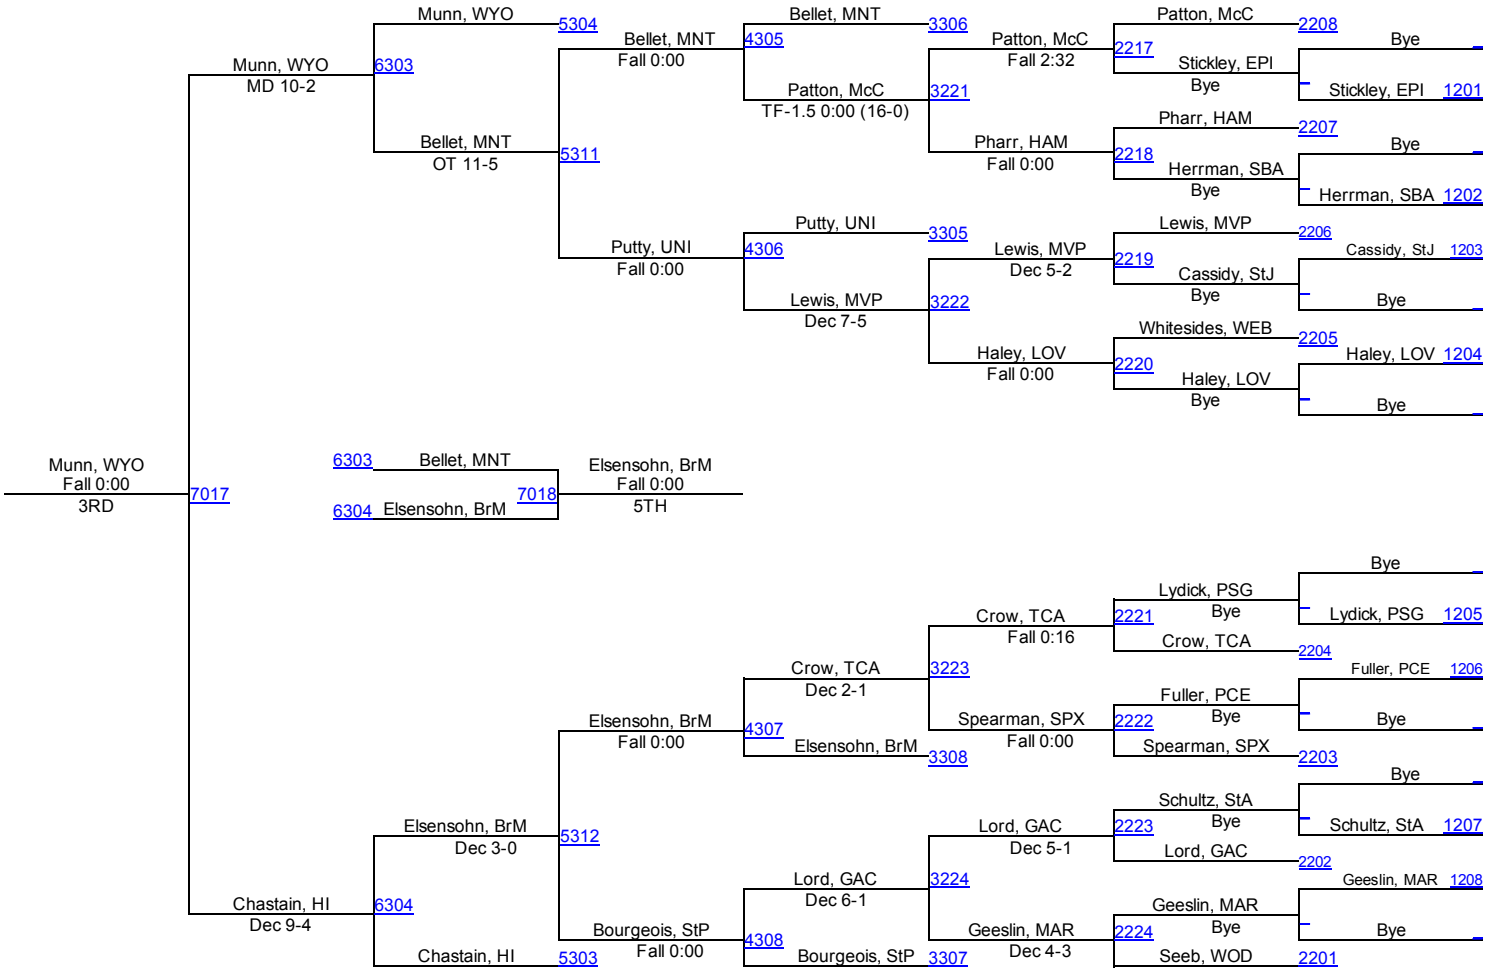 Munn, WYO 5304 Bellet, MNT 3306 Patton, McC 2208
Bellet, MNT 4305 Patton, McC 2217 Bye
Fall 0:00 Fall 2:32
Munn, WYO 6303 Stickley, EPI
MD 10-2 Bye
Patton, McC 3221 Stickley, EPI 1201
TF-1.5 0:00 (16-0)
Pharr, HAM 2207
Bellet, MNT 5311 Pharr, HAM 2218 Bye
OT 11-5 Fall 0:00
Herrman, SBA
Bye
Herrman, SBA 1202
Putty, UNI 3305 Lewis, MVP 2206
Putty, UNI 4306 Lewis, MVP 2219 Cassidy, StJ 1203
Fall 0:00 Dec 5-2
Cassidy, StJ
Bye
Lewis, MVP 3222 Bye
Dec 7-5
Whitesides, WEB 2205
Haley, LOV 2220 Haley, LOV 1204
Fall 0:00
Haley, LOV
Bye
Bye
Munn, WYO 7017 6303 Bellet, MNT Elsensohn, BrM
Fall 0:00 7018 Fall 0:00
3RD 6304 Elsensohn, BrM 5TH
Bye
Lydick, PSG
Bye
Crow, TCA 2221 Lydick, PSG 1205
Fall 0:16
Crow, TCA 2204
Crow, TCA 3223 Fuller, PCE 1206
Dec 2-1
Fuller, PCE
Bye
Elsensohn, BrM 4307 Spearman, SPX 2222 Bye
Fall 0:00 Fall 0:00
Elsensohn, BrM 3308 Spearman, SPX 2203
Bye
Schultz, StA
Bye
Elsensohn, BrM 5312 Lord, GAC 2223 Schultz, StA 1207
Dec 3-0 Dec 5-1
Lord, GAC 2202
Lord, GAC 3224 Geeslin, MAR 1208
Dec 6-1
Chastain, HI 6304 Geeslin, MAR
Dec 9-4 Bye
Bourgeois, StP 4308 Geeslin, MAR 2224 Bye
Fall 0:00 Dec 4-3
Chastain, HI 5303 Bourgeois, StP 3307 Seeb, WOD 2201